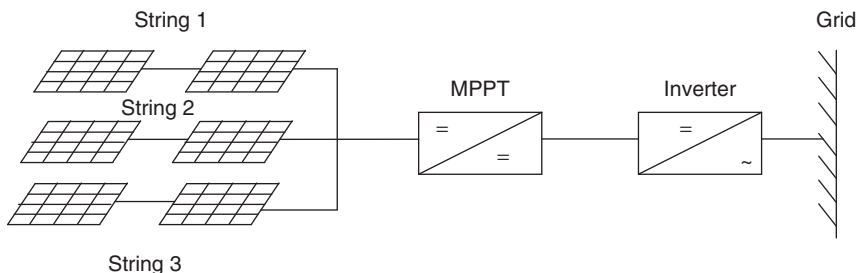 String 1
Grid
MPPT
Inverter
String 2
=
=
=
~
String 3